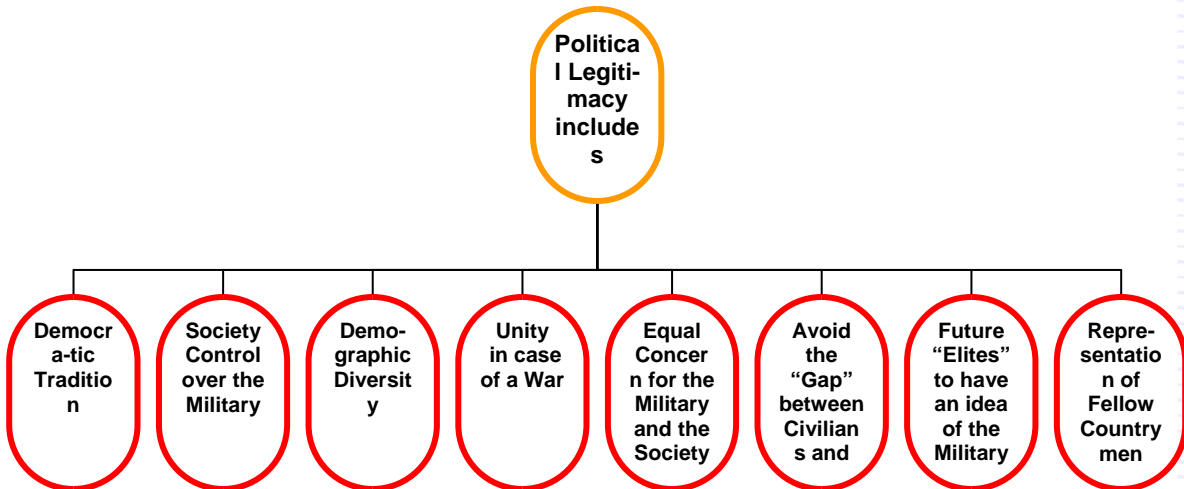 Politica
l Legiti-
macy
include
s
Democr
a-tic
Traditio
n
Society
Control
over the
Military
Demo-
graphic
Diversit
y
Unity
in case
of a War
Equal
Concer
n for the
Military
and the
Society
Avoid
the
“Gap”
between
Civilian
s and
Future
“Elites”
to have
an idea
of the
Military
Repre-
sentatio
n of
Fellow
Country
men